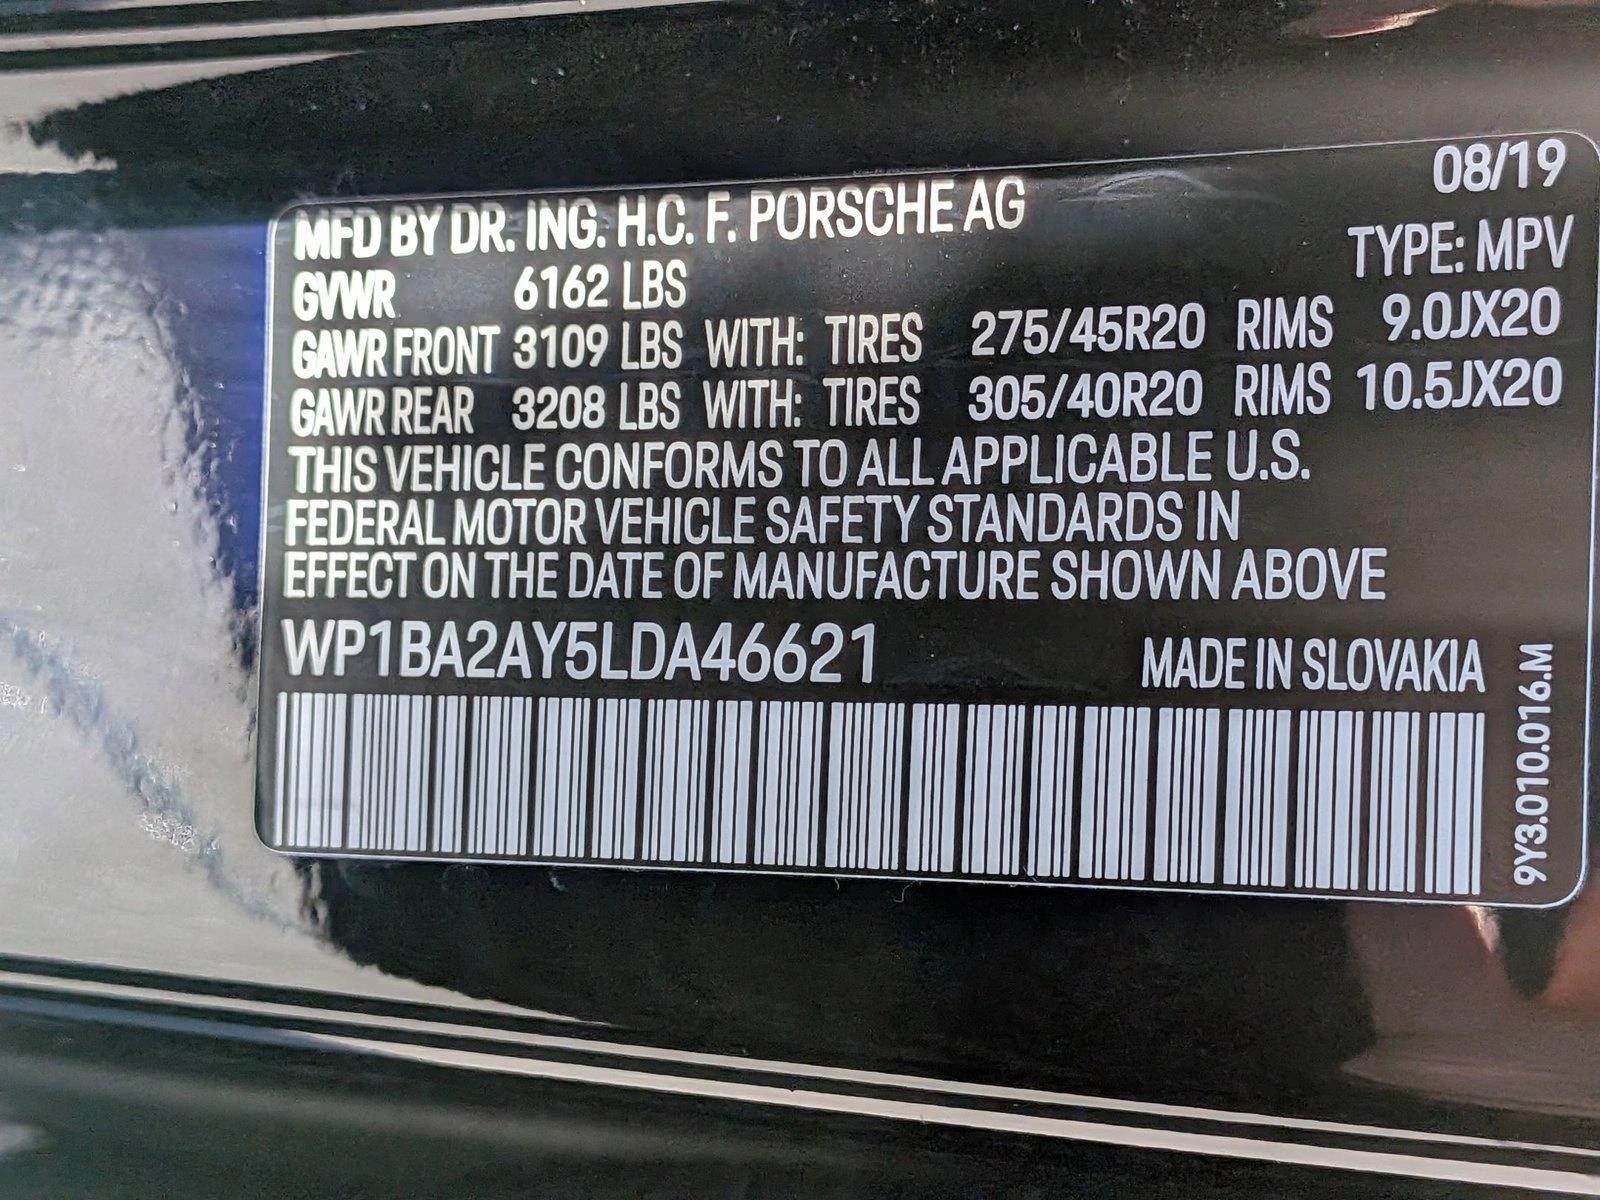 08/19
MFD BY DR. ING. H.C. F. PORSCHE AG
TYPE: MPV
GVWR 6162 LBS
GAWR FRONT 3109 LBS WITH: TIRES 275/45R20 RIMS 9.0JX20
GAWR REAR 3208 LBS WITH: TIRES 305/40R20 RIMS 10.5JX20
THIS VEHICLE CONFORMS TO ALL APPLICABLE U.S.
FEDERAL MOTOR VEHICLE SAFETY STANDARDS IN
EFFECT ON THE DATE OF MANUFACTURE SHOWN ABOVE
WP1BA2AY5LDA46621
MADE IN SLOVAKIA
9Y3.010.016.M